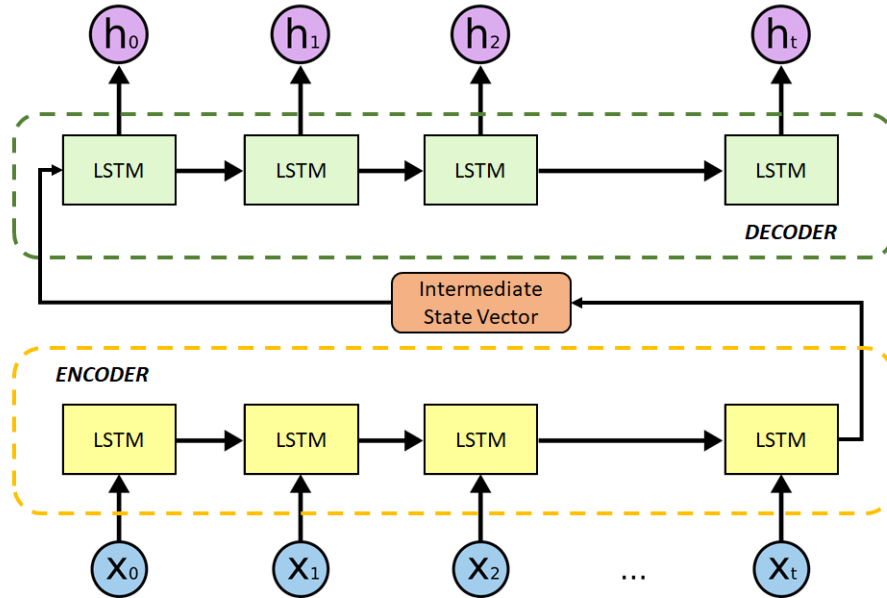 h₀ h₁ h₂ hₜ
LSTM LSTM LSTM LSTM
DECODER
Intermediate
State Vector
ENCODER
LSTM LSTM LSTM LSTM
x₀ x₁ x₂ ... xₜ